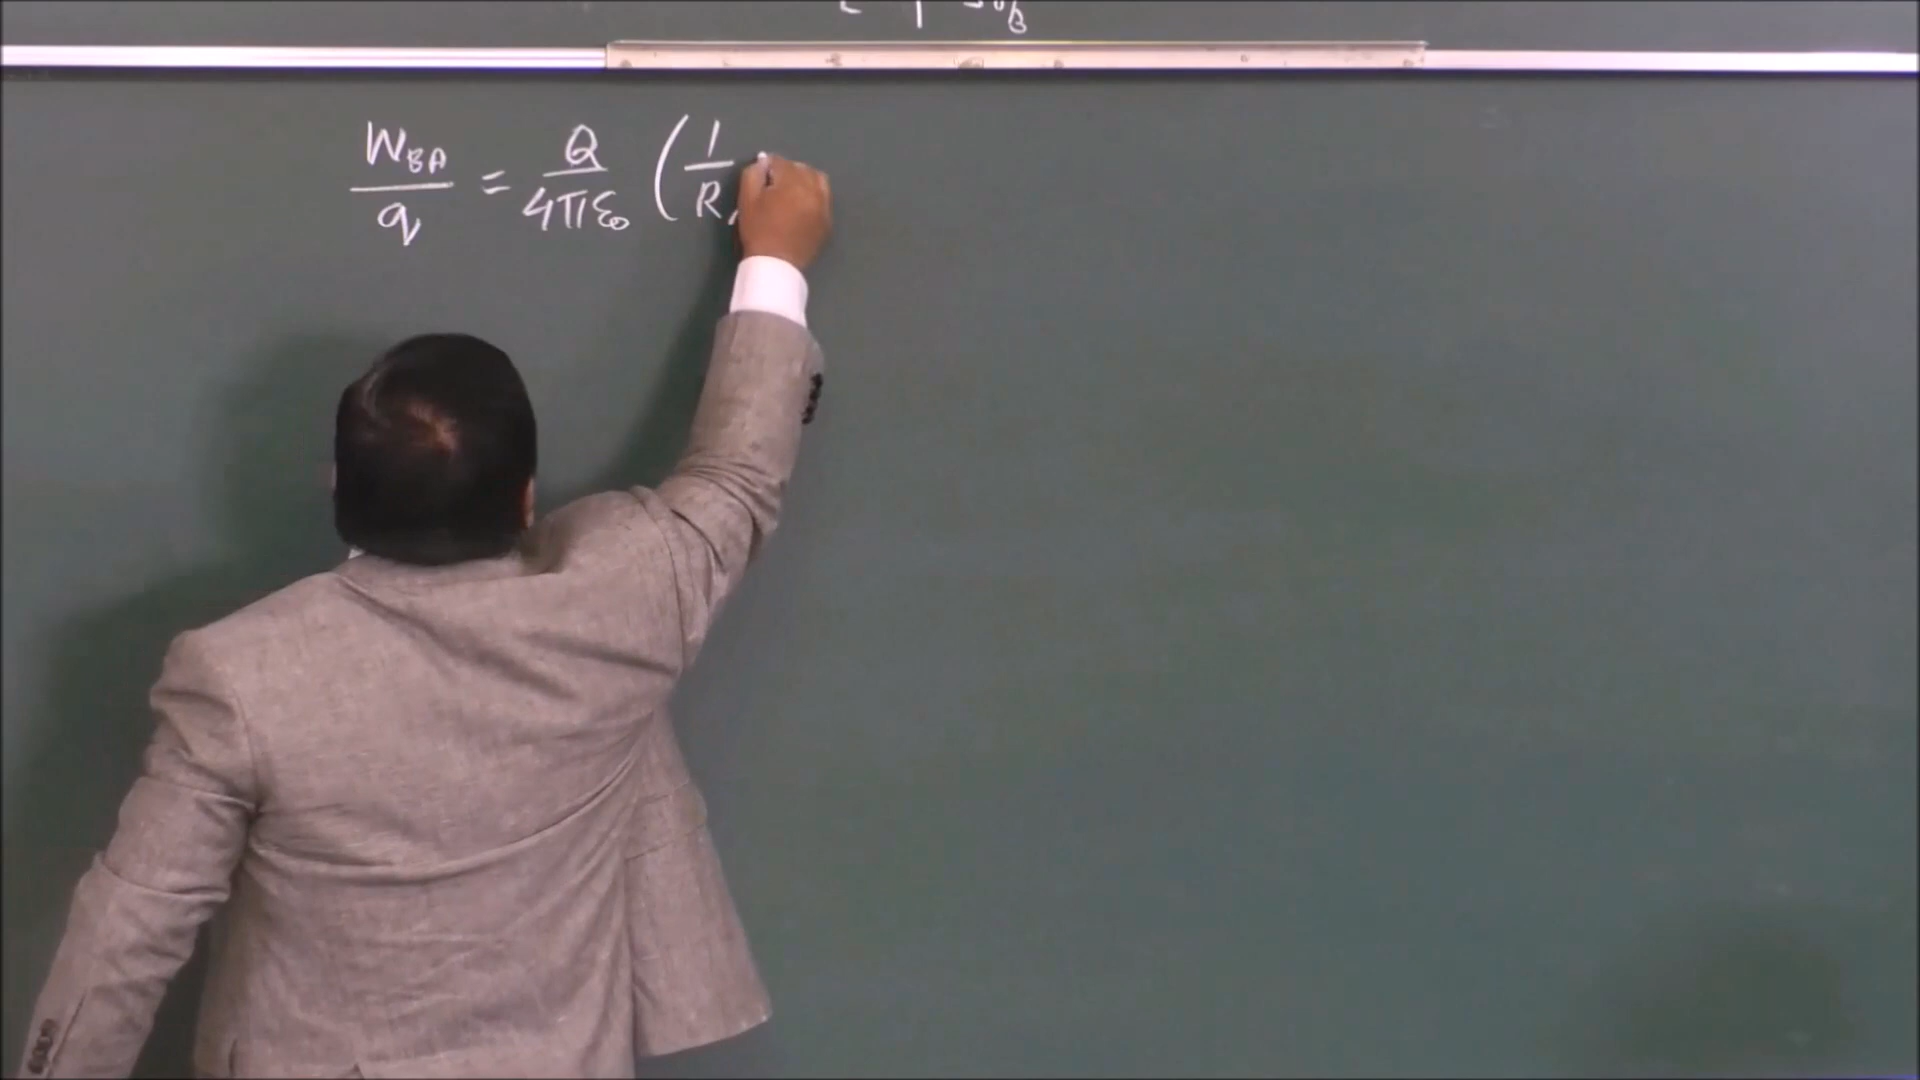 W_BA / q = Q / 4πε₀ ( 1 / R